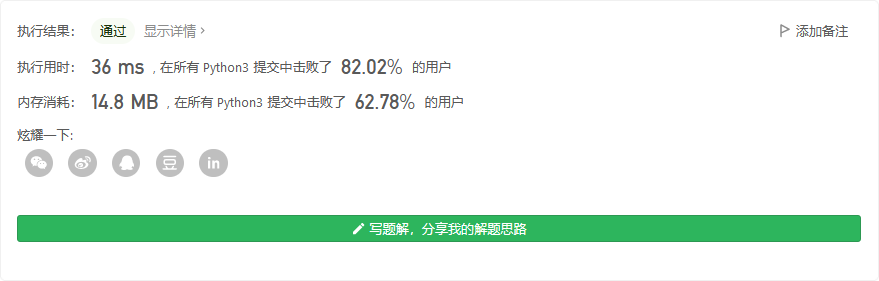 执行结果： 通过 显示详情 › 添加备注
执行用时： 36 ms , 在所有 Python3 提交中击败了 82.02% 的用户
内存消耗： 14.8 MB , 在所有 Python3 提交中击败了 62.78% 的用户
炫耀一下:
豆 in
写题解，分享我的解题思路